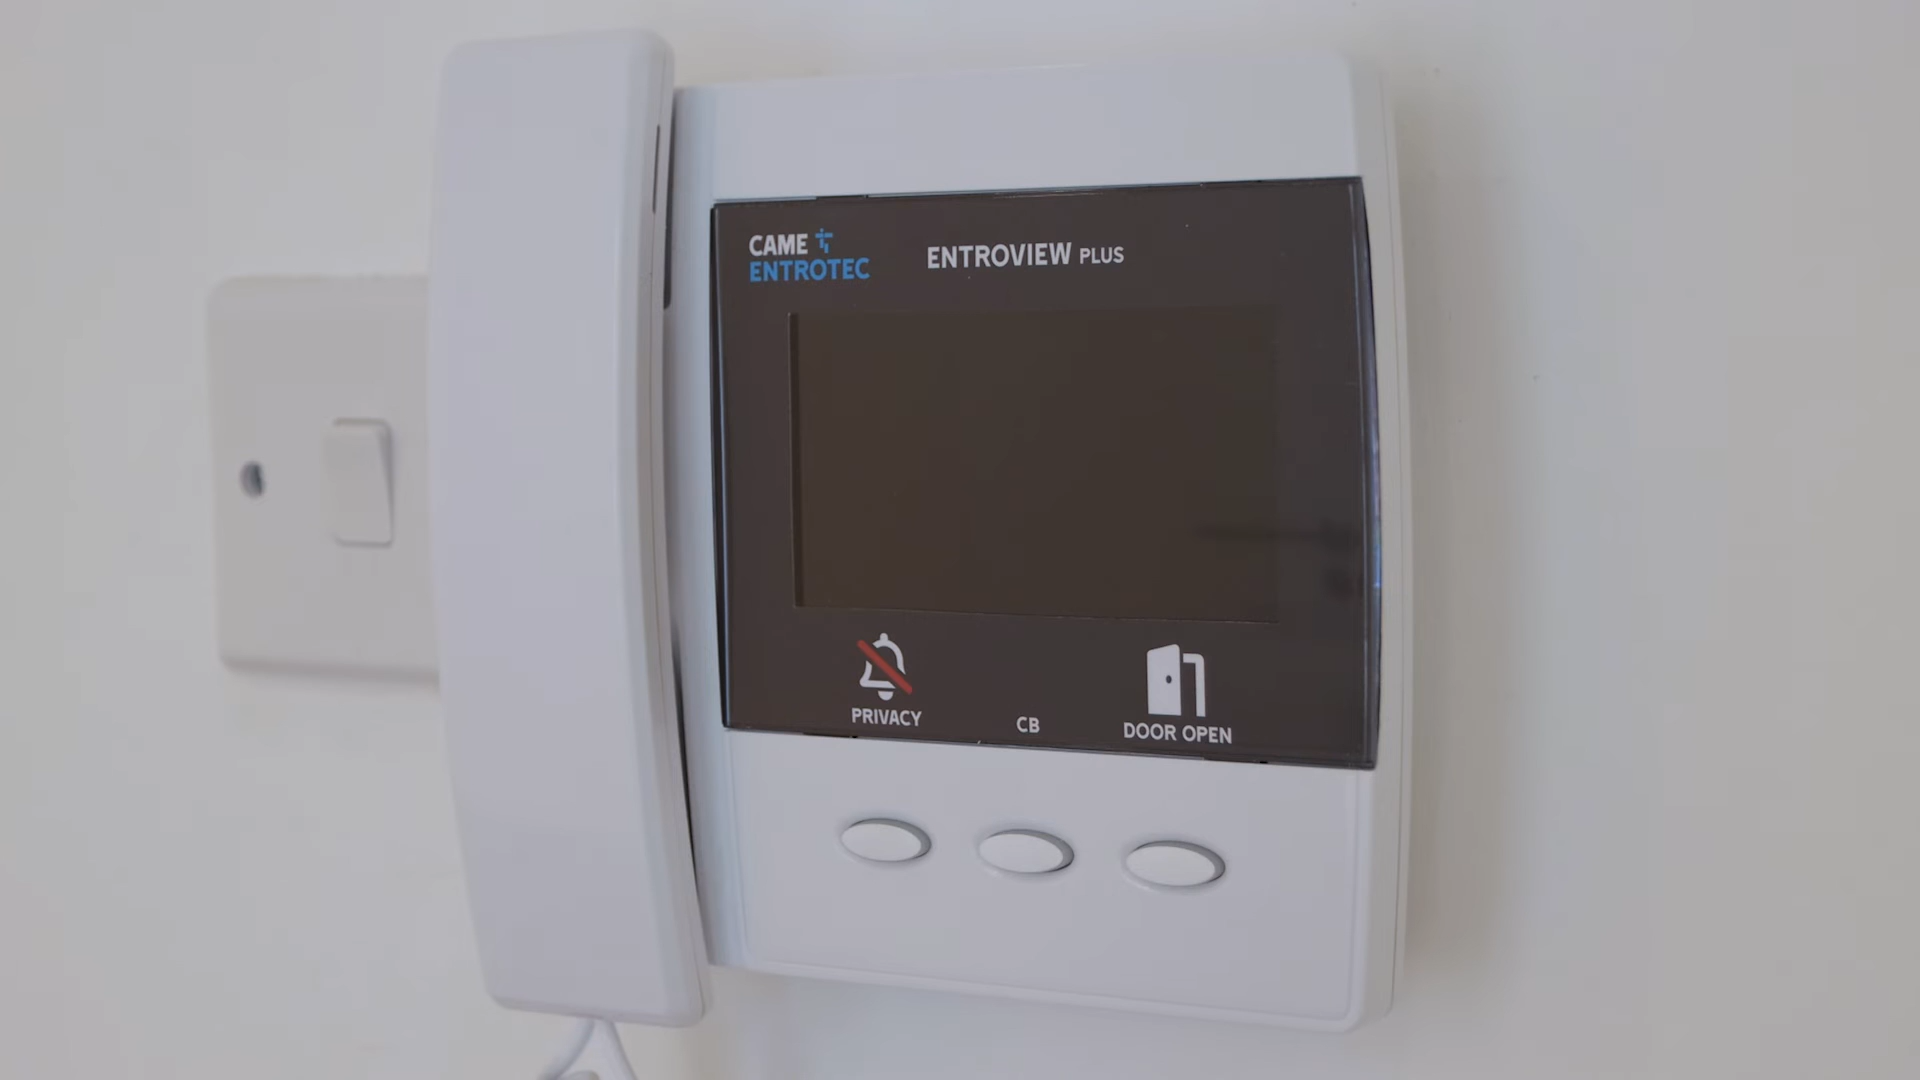 CAME
ENTROTEC
ENTROVIEW PLUS
PRIVACY
CB
DOOR OPEN